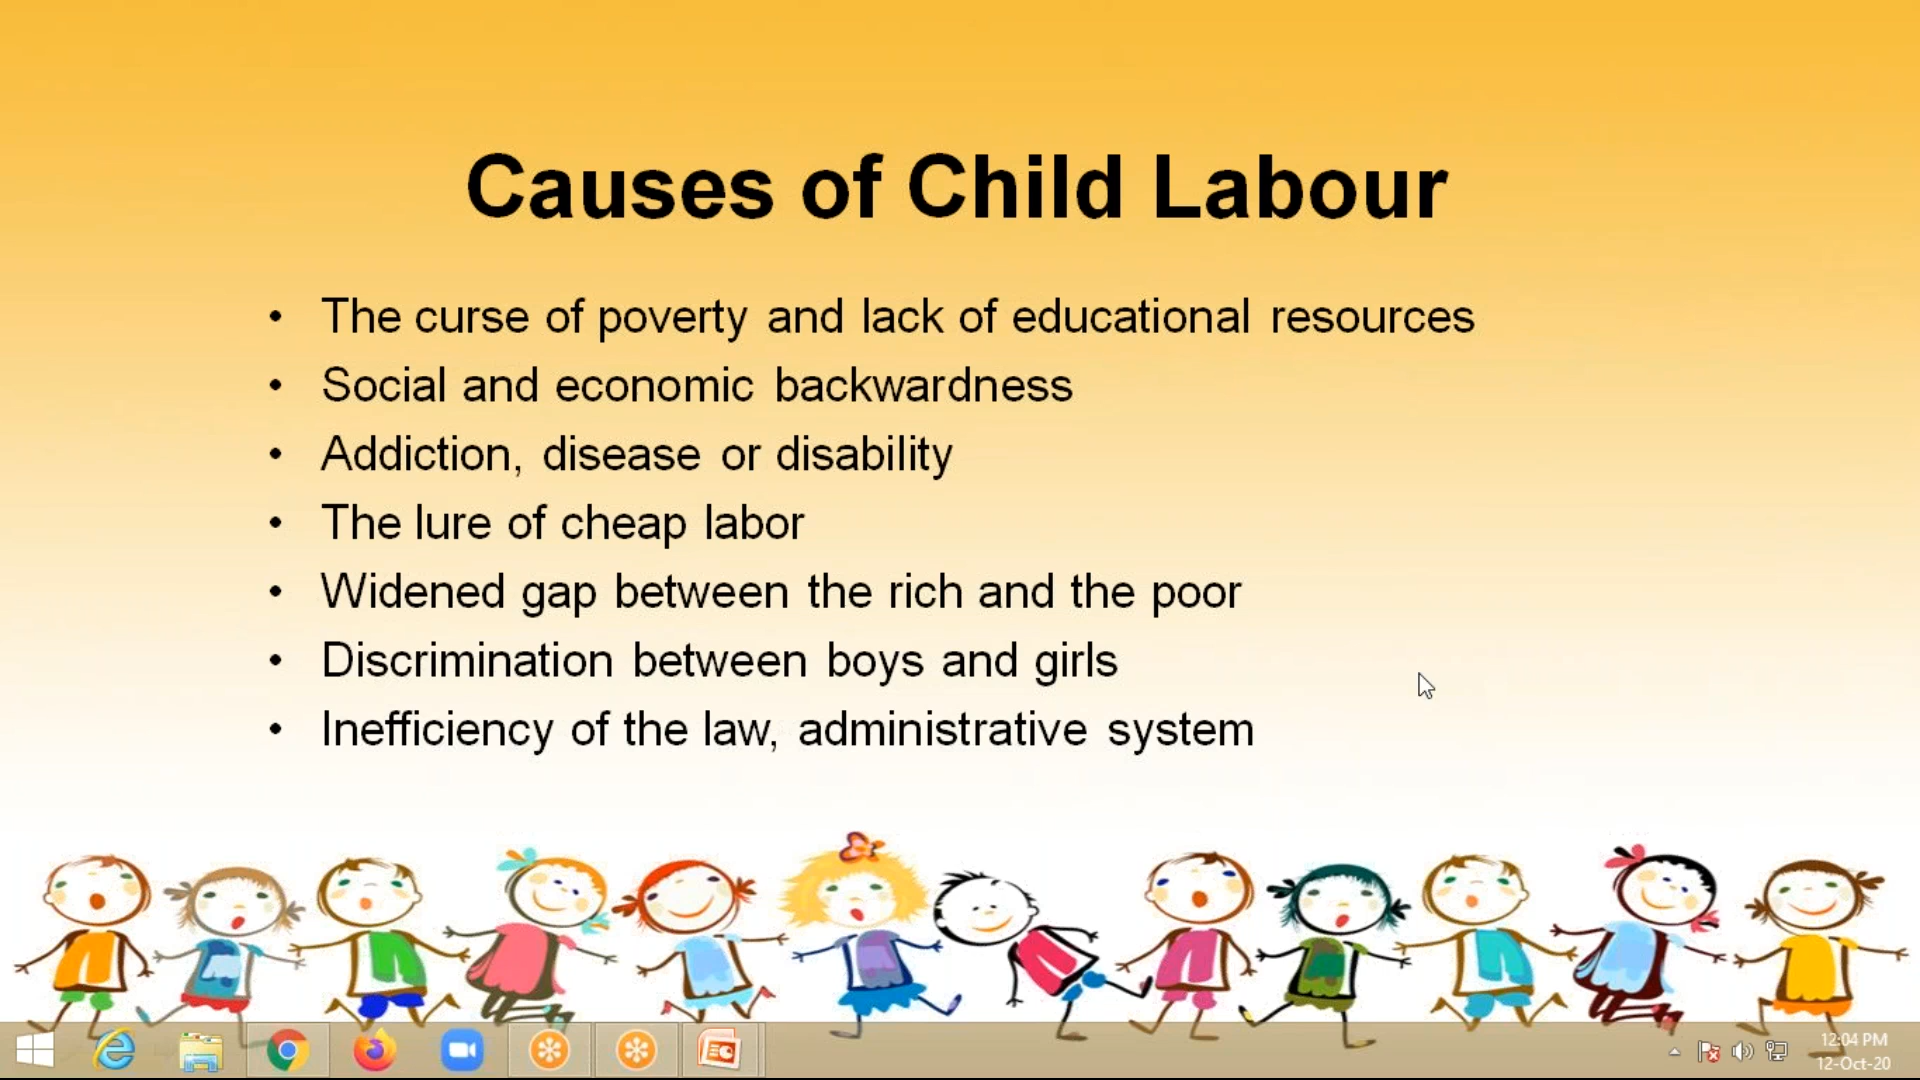 Causes of Child Labour
• The curse of poverty and lack of educational resources
• Social and economic backwardness
• Addiction, disease or disability
• The lure of cheap labor
• Widened gap between the rich and the poor
• Discrimination between boys and girls
• Inefficiency of the law, administrative system
12:04 PM
12-Oct-20